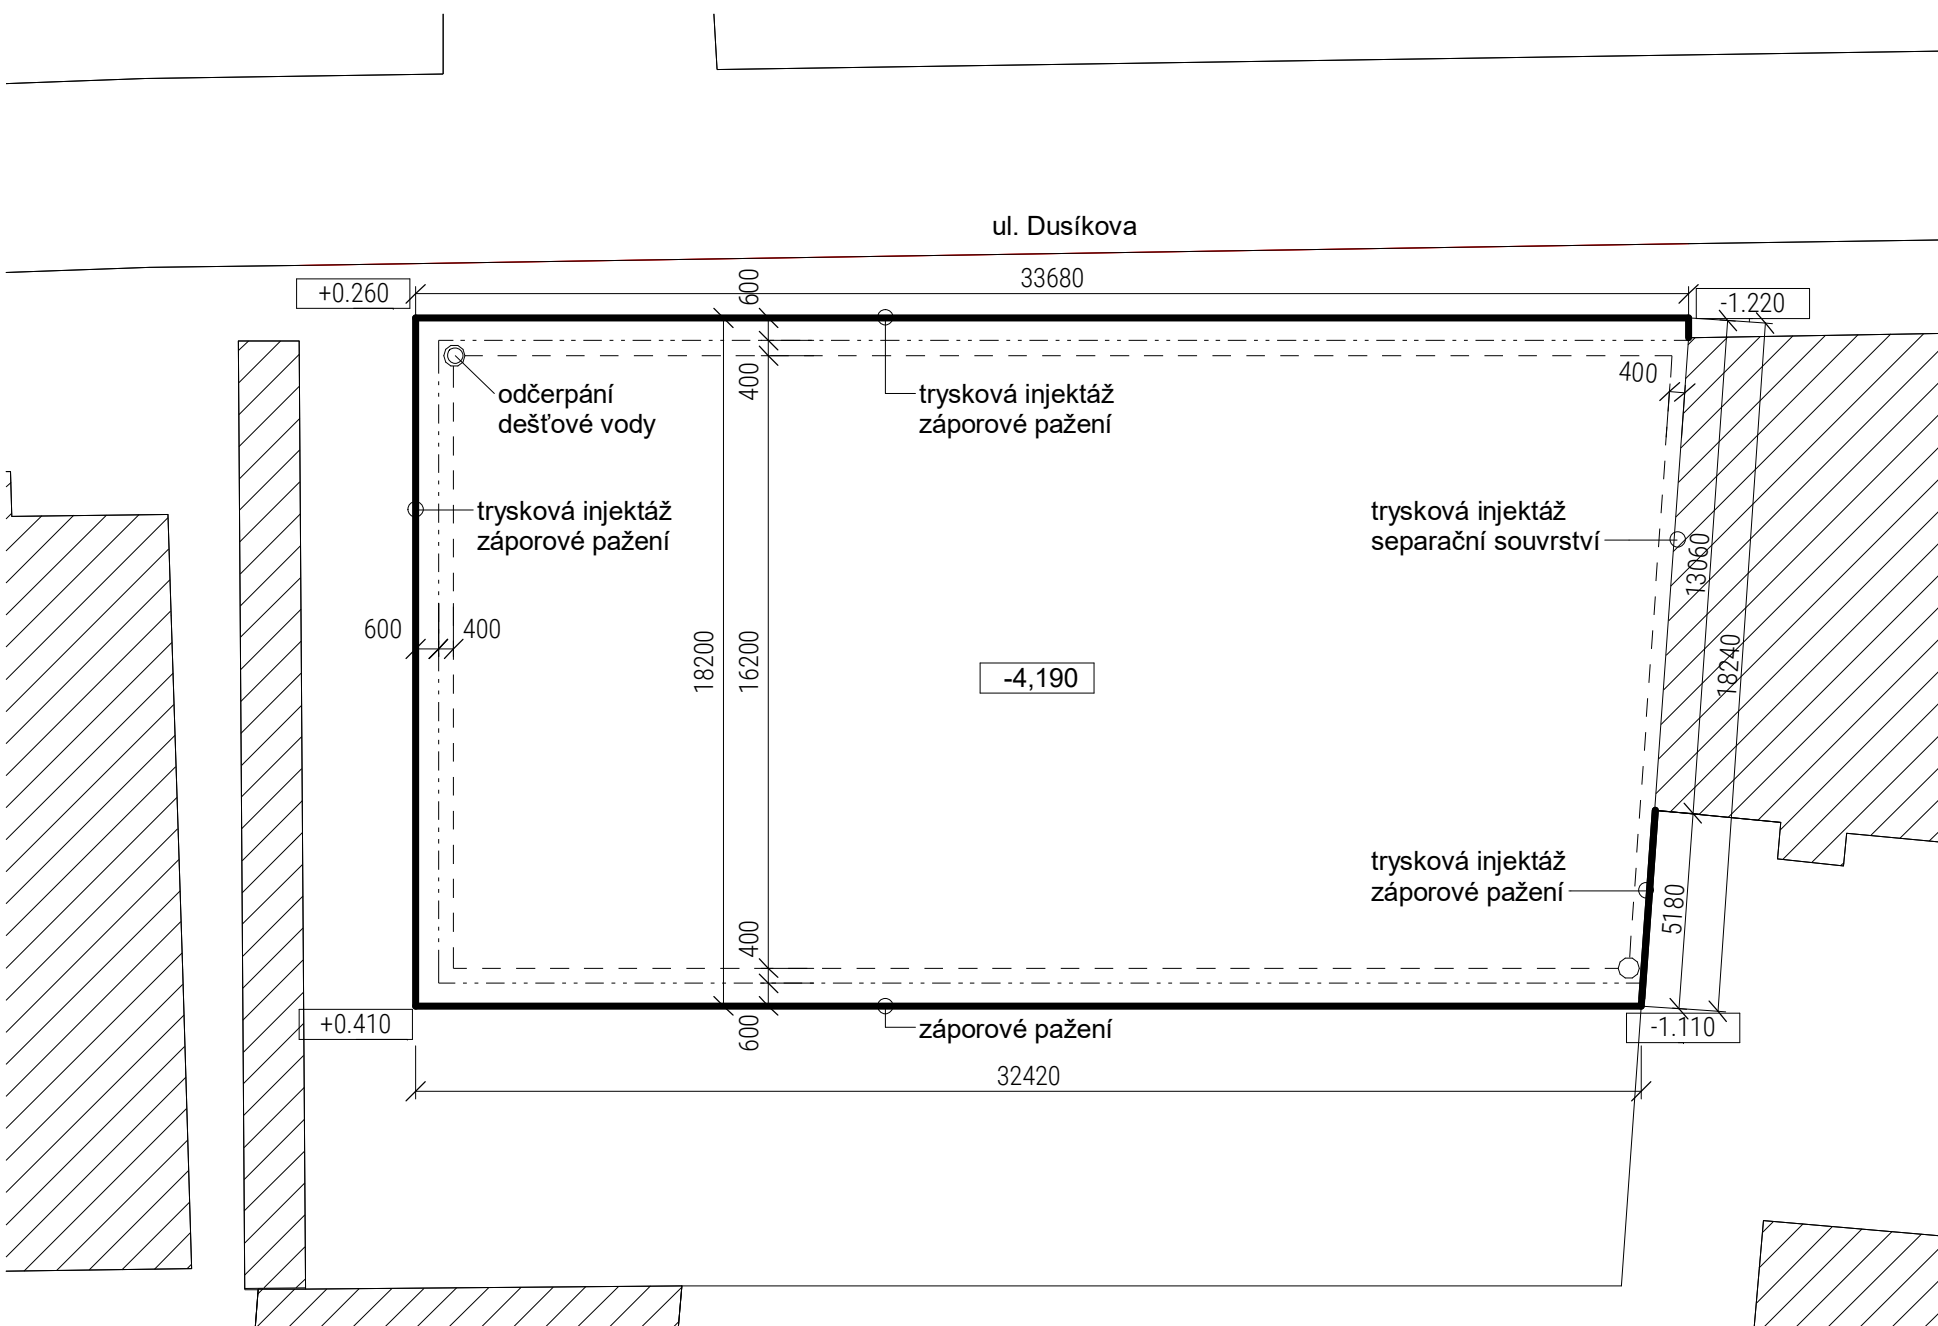 ul. Dusíkova
33680
+0.260
-1.220
600
400
400
odčerpání
dešťové vody
trysková injektáž
záporové pažení
trysková injektáž
záporové pažení
trysková injektáž
separační souvrství
13060
600
400
18200
16200
18240
-4,190
trysková injektáž
záporové pažení
5180
400
600
+0.410
záporové pažení
-1.110
32420